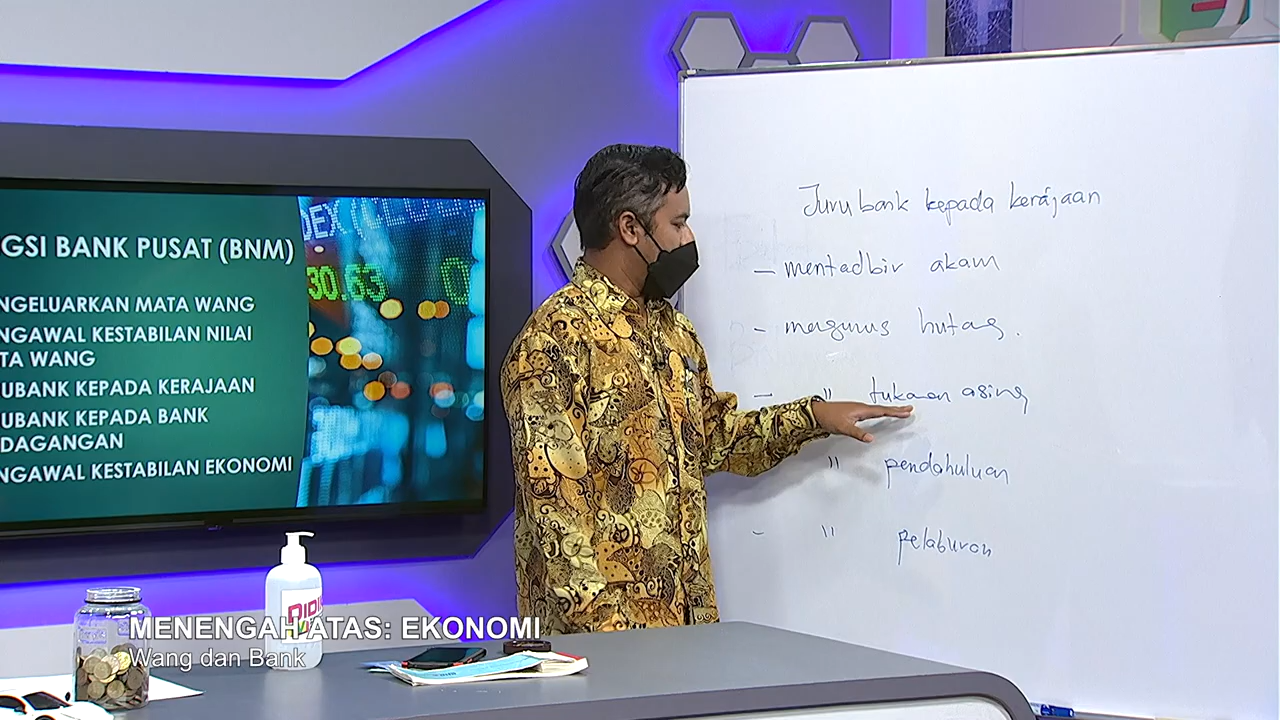 GSI BANK PUSAT (BNM)
NGELUARKAN MATA WANG
NGAWAL KESTABILAN NILAI
TA WANG
UBANK KEPADA KERAJAAN
UBANK KEPADA BANK
DAGANGAN
NGAWAL KESTABILAN EKONOMI
30.63
Juru bank kepada kerajaan
- mentadbir akaun
- mengurus hutang.
- " tukaran asing
" pendahuluan
- " pelaburan
MENENGAH ATAS: EKONOMI
Wang dan Bank